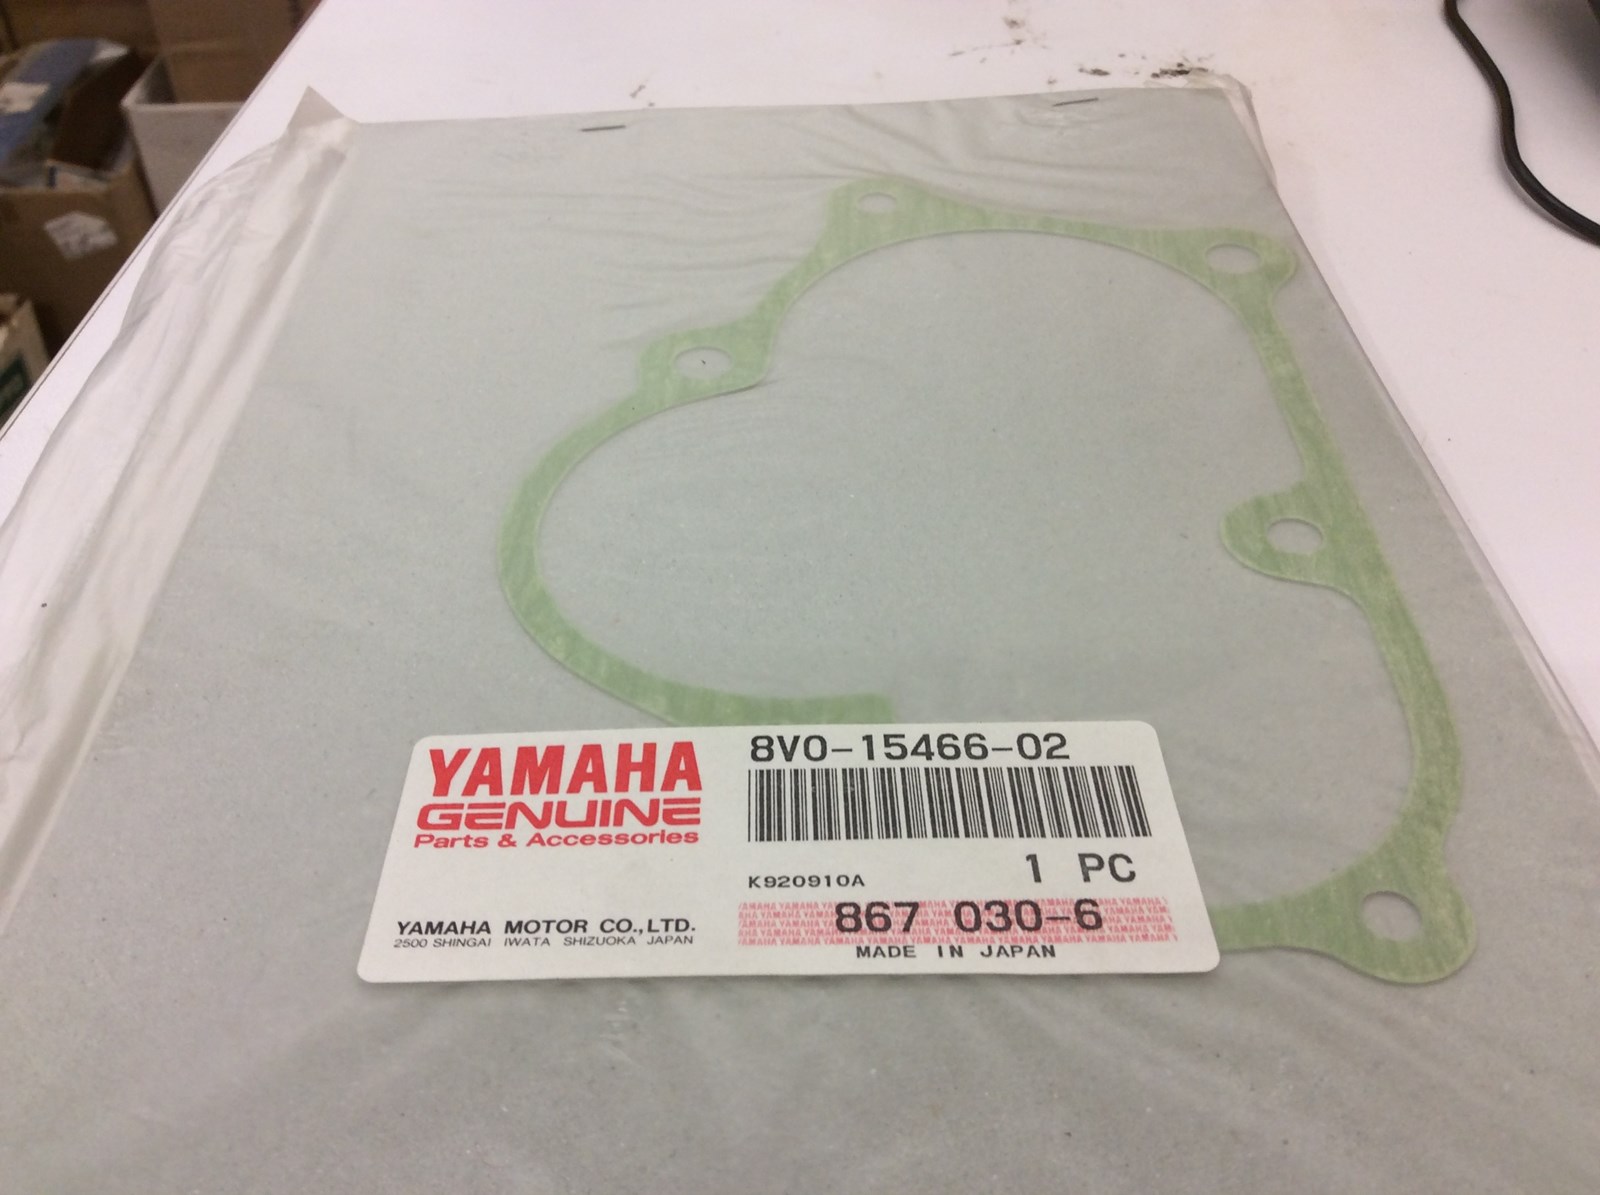 YAMAHA
GENUINE
Parts & Accessories
YAMAHA MOTOR CO.,LTD.
2500 SHINGAI IWATA SHIZUOKA JAPAN
8V0-15466-02
1 PC
K920910A
867 030-6
MADE IN JAPAN